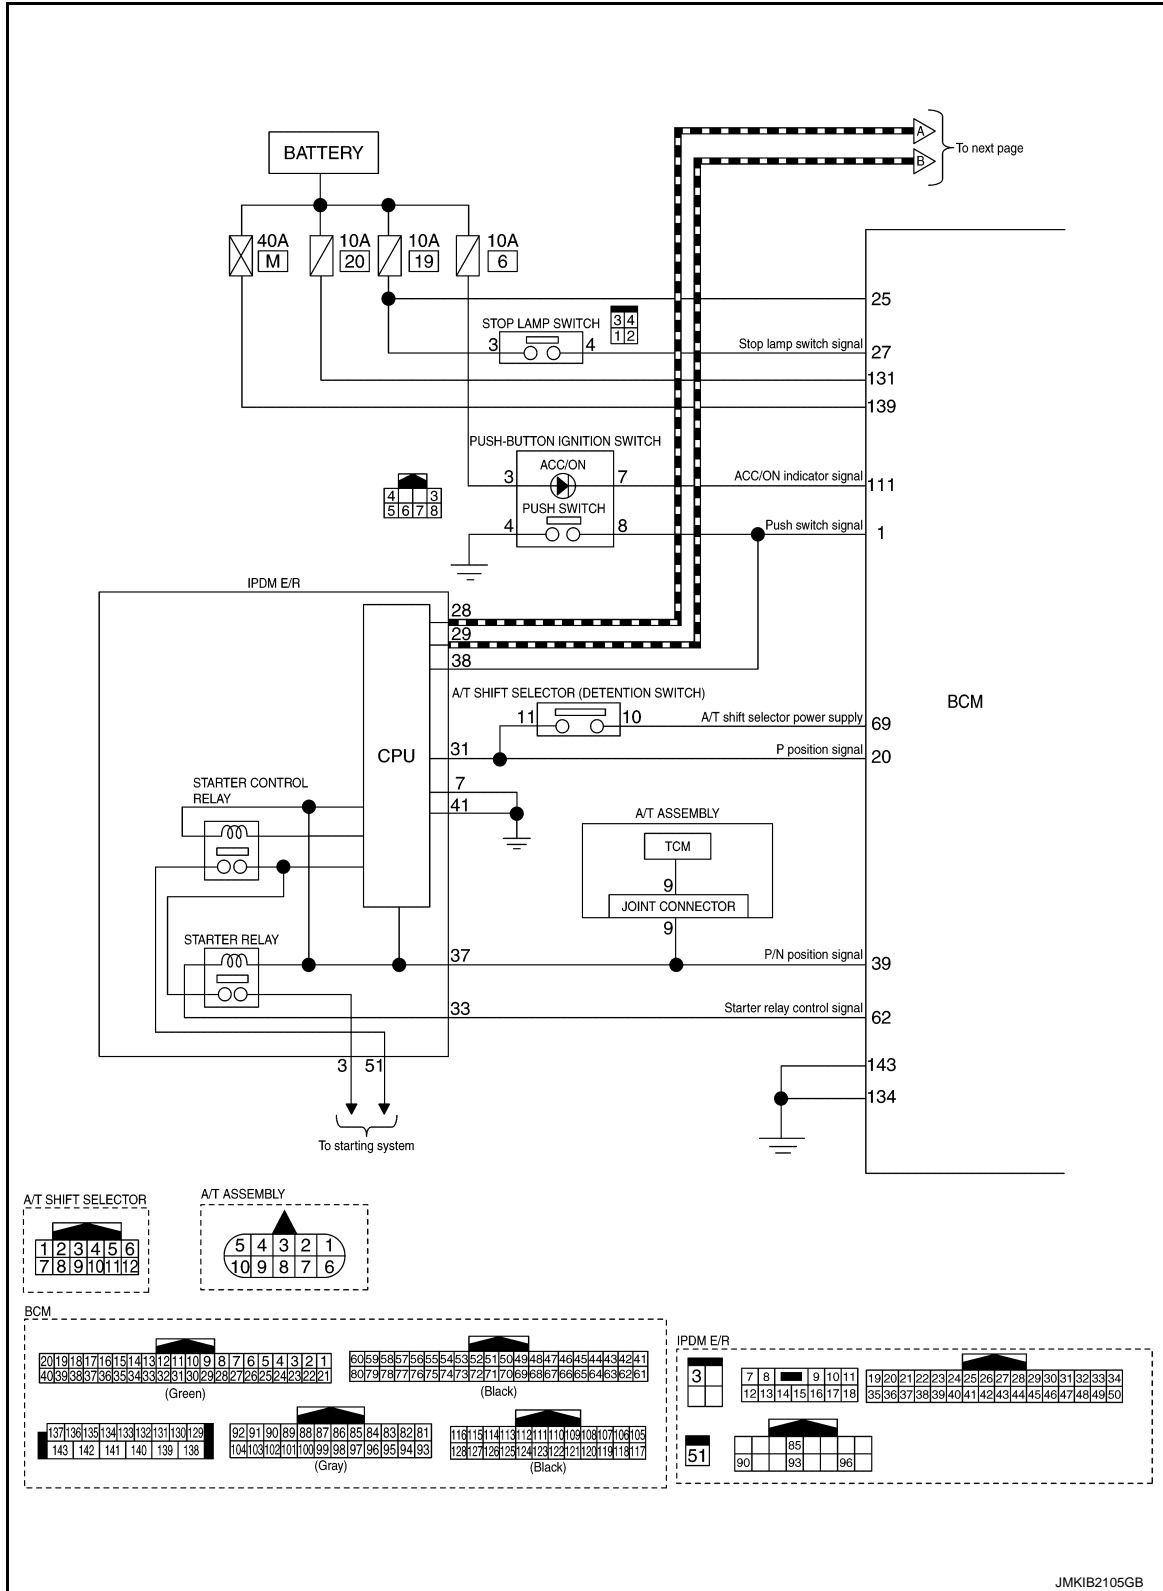 A
B
To next page
BATTERY
40A
M
10A
20
10A
19
10A
6
25
STOP LAMP SWITCH
3 4
1 2
3
4
Stop lamp switch signal
27
131
139
PUSH-BUTTON IGNITION SWITCH
ACC/ON
3
7
ACC/ON indicator signal
111
4 3
5 6 7 8
PUSH SWITCH
4
8
Push switch signal
1
IPDM E/R
28
29
38
A/T SHIFT SELECTOR (DETENTION SWITCH)
11
10
A/T shift selector power supply
69
BCM
CPU
31
P position signal
20
7
41
STARTER CONTROL
RELAY
A/T ASSEMBLY
TCM
9
JOINT CONNECTOR
9
STARTER RELAY
37
P/N position signal
39
33
Starter relay control signal
62
3
51
143
134
To starting system
A/T SHIFT SELECTOR
1 2 3 4 5 6
7 8 9 10 11 12
A/T ASSEMBLY
5 4 3 2 1
10 9 8 7 6
BCM
20 19 18 17 16 15 14 13 12 11 10 9 8 7 6 5 4 3 2 1
40 39 38 37 36 35 34 33 32 31 30 29 28 27 26 25 24 23 22 21
(Green)
60 59 58 57 56 55 54 53 52 51 50 49 48 47 46 45 44 43 42 41
80 79 78 77 76 75 74 73 72 71 70 69 68 67 66 65 64 63 62 61
(Black)
137 136 135 134 133 132 131 130 129
143 142 141 140 139 138
92 91 90 89 88 87 86 85 84 83 82 81
104 103 102 101 100 99 98 97 96 95 94 93
(Gray)
116 115 114 113 112 111 110 109 108 107 106 105
128 127 126 125 124 123 122 121 120 119 118 117
(Black)
IPDM E/R
3
7 8 9 10 11
12 13 14 15 16 17 18
19 20 21 22 23 24 25 26 27 28 29 30 31 32 33 34
35 36 37 38 39 40 41 42 43 44 45 46 47 48 49 50
51
85
90 93 96
JMKIB2105GB